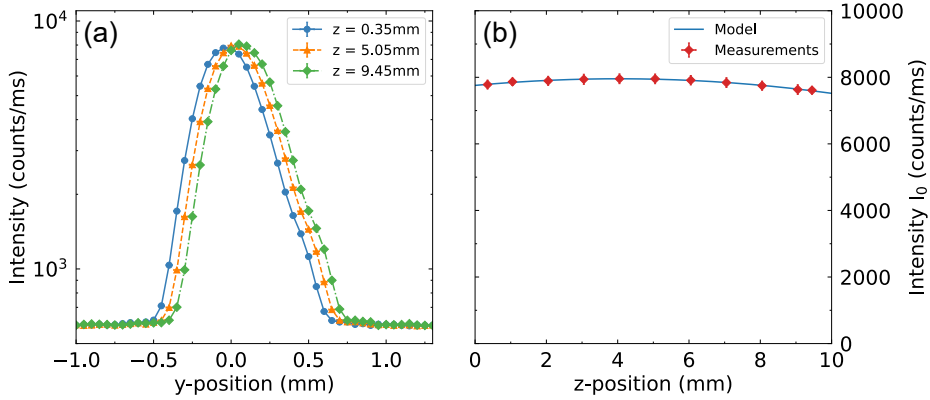 (a)
z = 0.35mm
z = 5.05mm
z = 9.45mm
10⁴
10³
Intensity (counts/ms)
−1.0 −0.5 0.0 0.5 1.0
y-position (mm)
(b)
Model
Measurements
10000
8000
6000
4000
2000
0
Intensity I₀ (counts/ms)
0 2 4 6 8 10
z-position (mm)